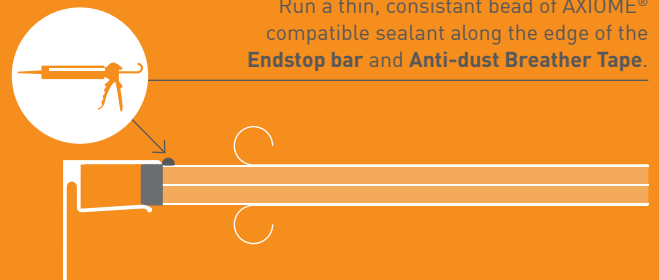 Run a thin, consistant bead of AXIOME®
compatible sealant along the edge of the
Endstop bar and Anti-dust Breather Tape.